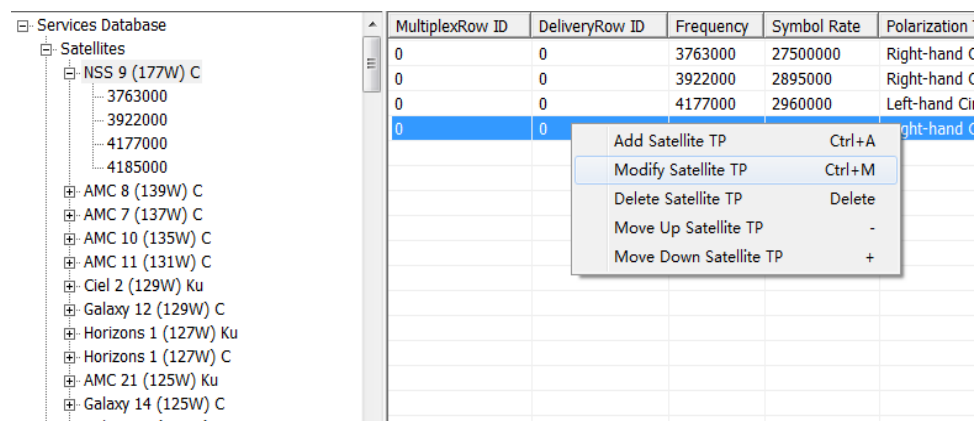 Services Database
Satellites
NSS 9 (177W) C
3763000
3922000
4177000
4185000
AMC 8 (139W) C
AMC 7 (137W) C
AMC 10 (135W) C
AMC 11 (131W) C
Ciel 2 (129W) Ku
Galaxy 12 (129W) C
Horizons 1 (127W) Ku
Horizons 1 (127W) C
AMC 21 (125W) Ku
Galaxy 14 (125W) C
MultiplexRow ID DeliveryRow ID Frequency Symbol Rate Polarization
0 0 3763000 27500000 Right-hand
0 0 3922000 2895000 Right-hand
0 0 4177000 2960000 Left-hand
0 0
Add Satellite TP Ctrl+A
Modify Satellite TP Ctrl+M
Delete Satellite TP Delete
Move Up Satellite TP -
Move Down Satellite TP +